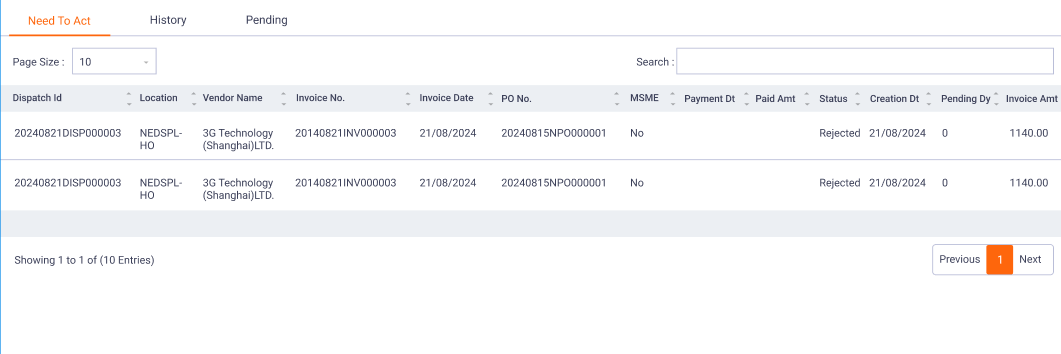 Need To Act History Pending
Page Size : 10 Search :
Dispatch Id Location Vendor Name Invoice No. Invoice Date PO No. MSME Payment Dt Paid Amt Status Creation Dt Pending Dy Invoice Amt
20240821DISP000003 NEDSPL- 3G Technology 20140821INV000003 21/08/2024 20240815NPO000001 No Rejected 21/08/2024 0 1140.00
HO (Shanghai)LTD.
20240821DISP000003 NEDSPL- 3G Technology 20140821INV000003 21/08/2024 20240815NPO000001 No Rejected 21/08/2024 0 1140.00
HO (Shanghai)LTD.
Showing 1 to 1 of (10 Entries) Previous 1 Next